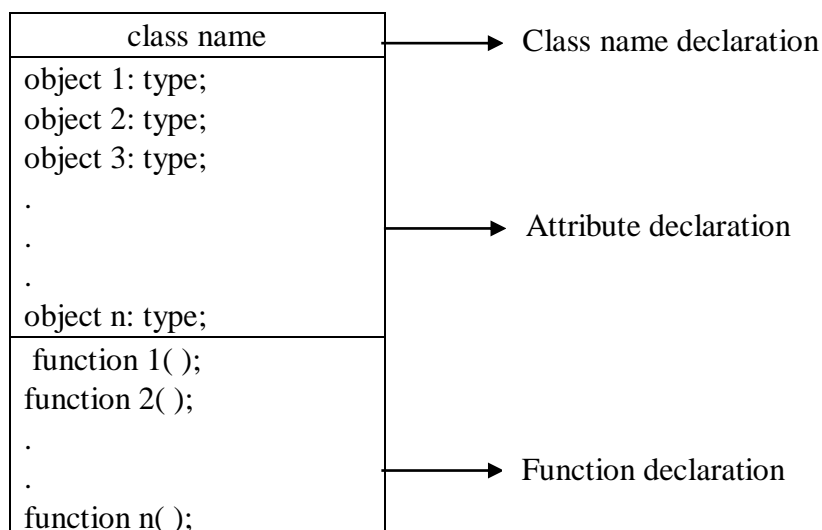 class name
Class name declaration
object 1: type;
object 2: type;
object 3: type;
.
.
Attribute declaration
.
object n: type;
function 1( );
function 2( );
.
.
Function declaration
function n( );